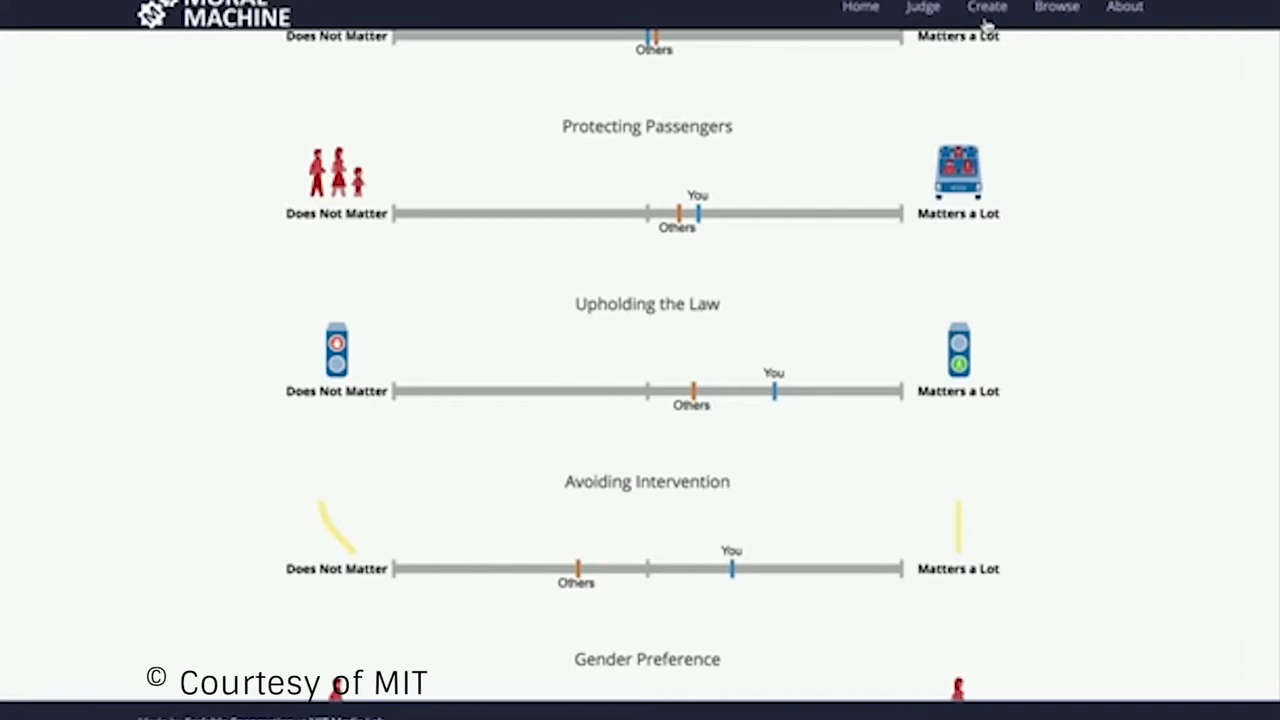 MORAL
MACHINE
Home Judge Create Browse About
Does Not Matter Matters a Lot
Others
Protecting Passengers
You
Does Not Matter Matters a Lot
Others
Upholding the Law
You
Does Not Matter Matters a Lot
Others
Avoiding Intervention
You
Does Not Matter Matters a Lot
Others
Gender Preference
© Courtesy of MIT